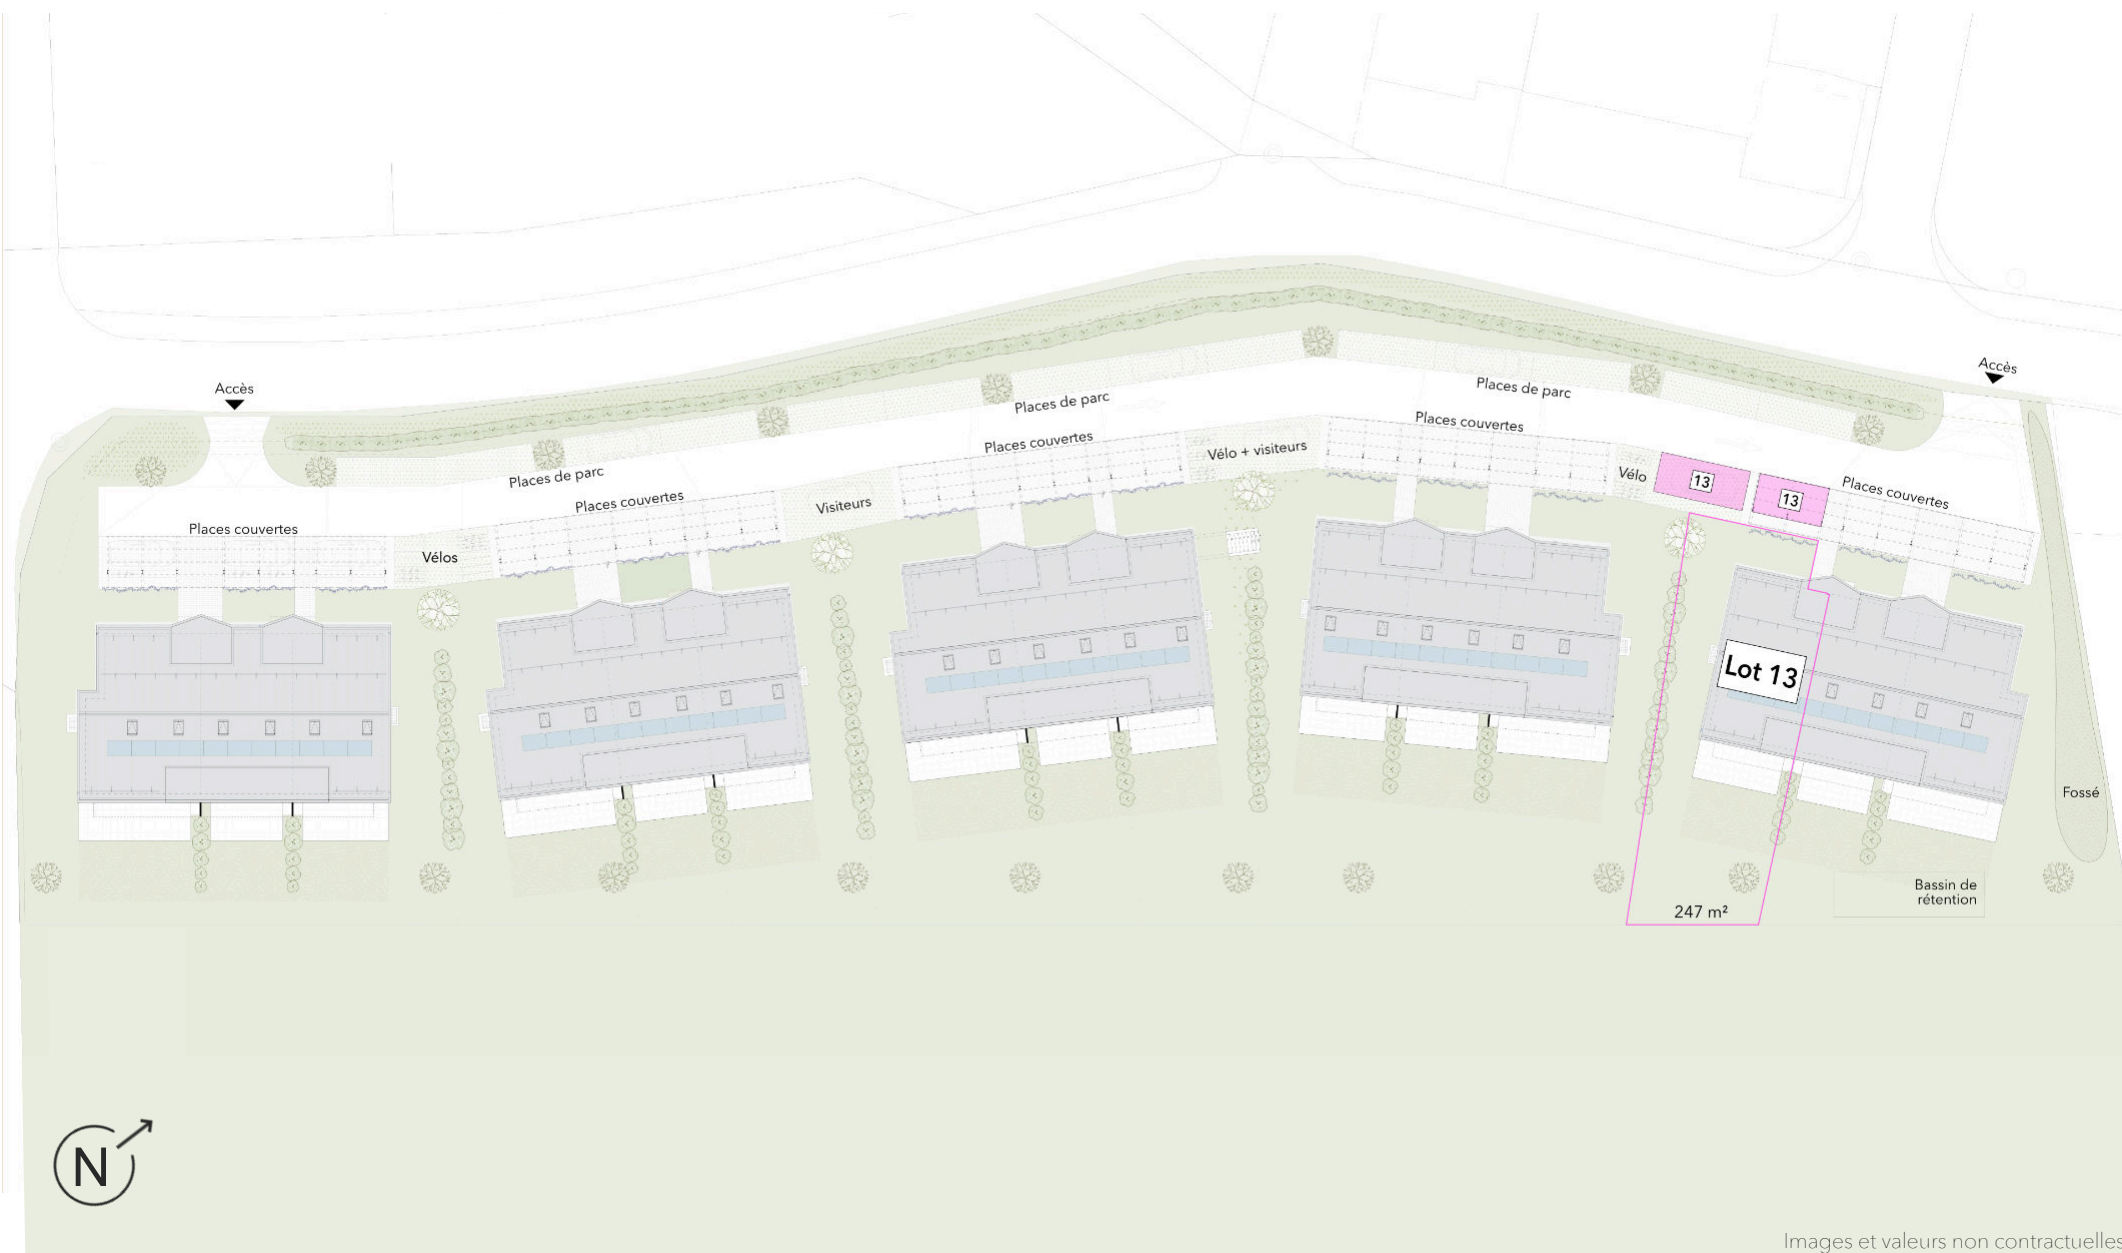 Accès
Accès
Places de parc
Places de parc
Places couvertes
Places couvertes
Vélo + visiteurs
Vélo
13
13
Places couvertes
Places de parc
Places couvertes
Visiteurs
Places couvertes
Vélos
Lot 13
Fossé
Bassin de
rétention
247 m²
N
Images et valeurs non contractuelles